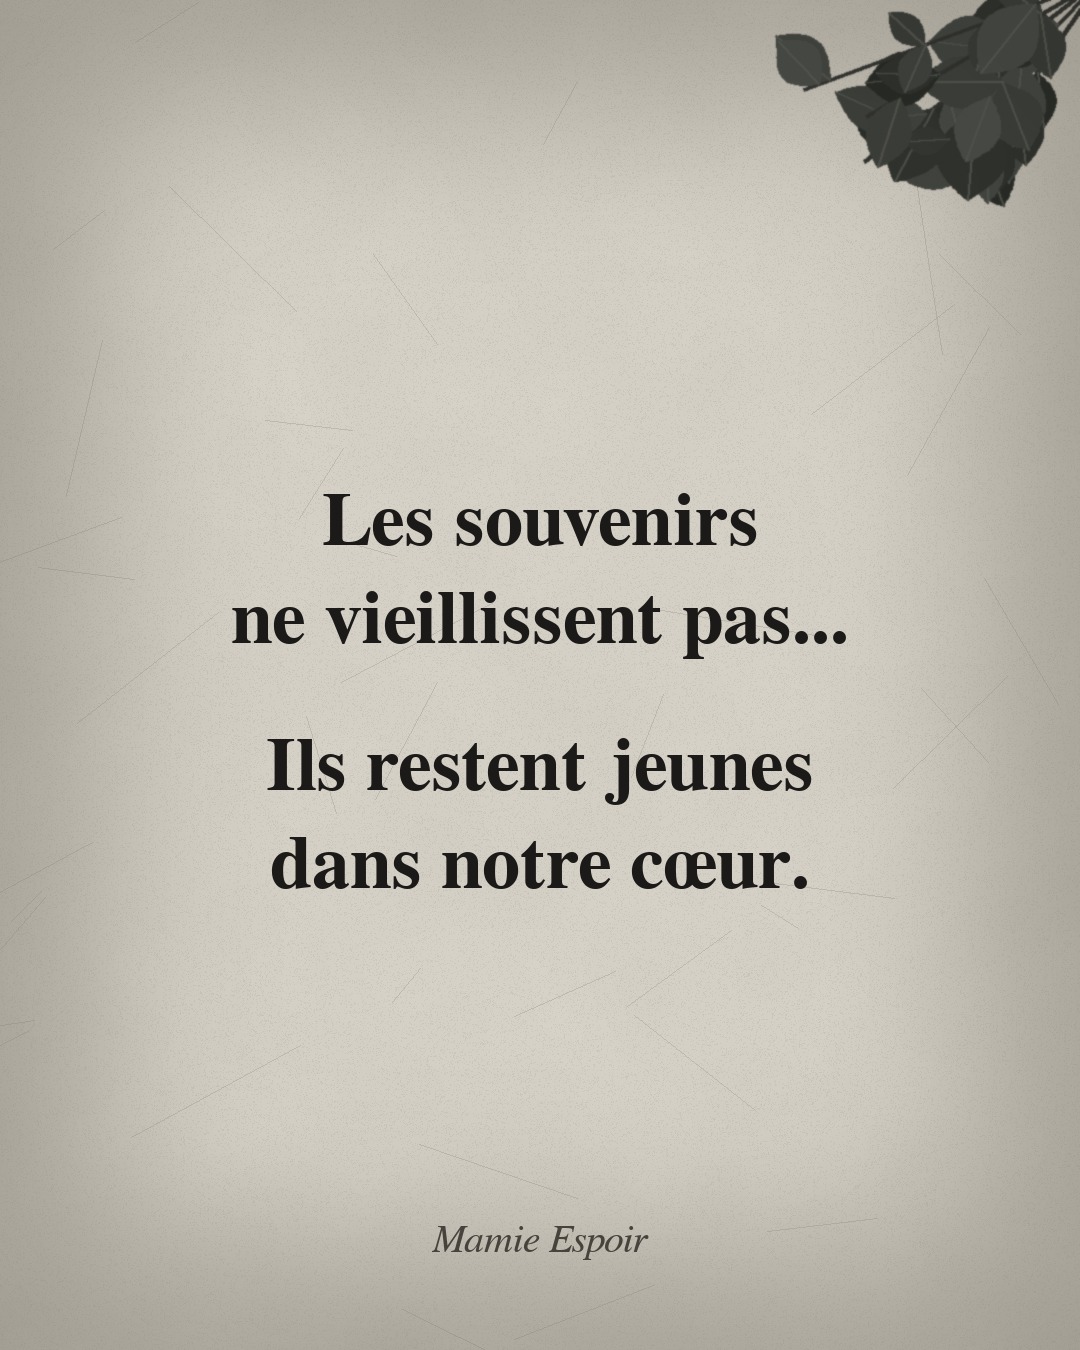 Les souvenirs
ne vieillissent pas...
Ils restent jeunes
dans notre cœur.
Mamie Espoir